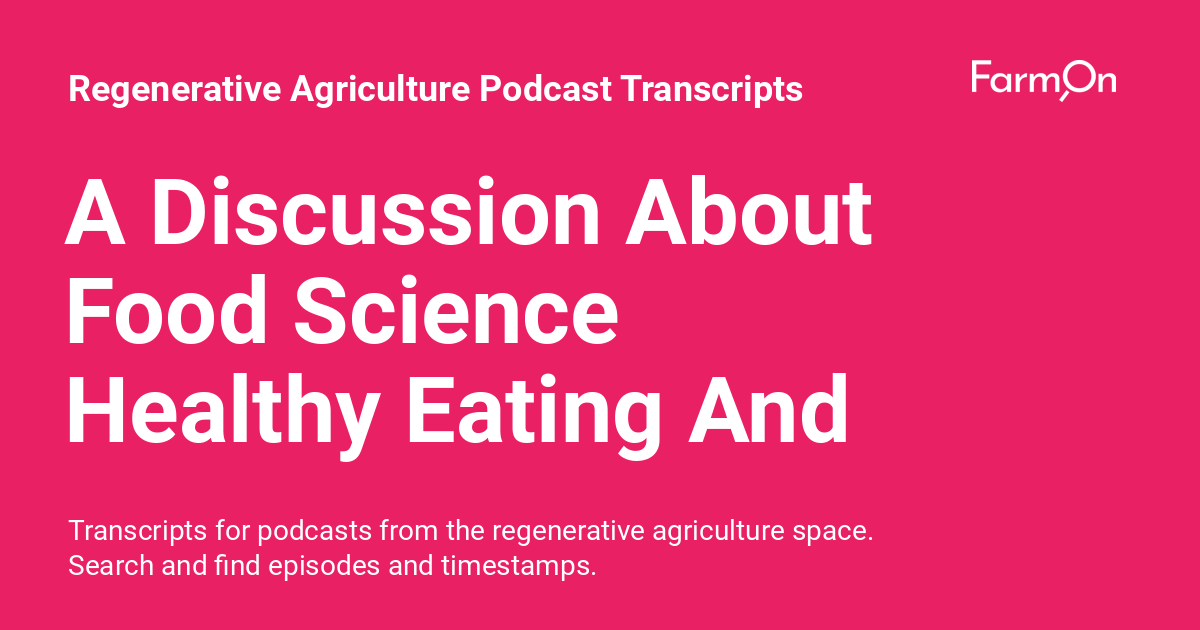 Regenerative Agriculture Podcast Transcripts
FarmOn
A Discussion About
Food Science
Healthy Eating And
Transcripts for podcasts from the regenerative agriculture space.
Search and find episodes and timestamps.